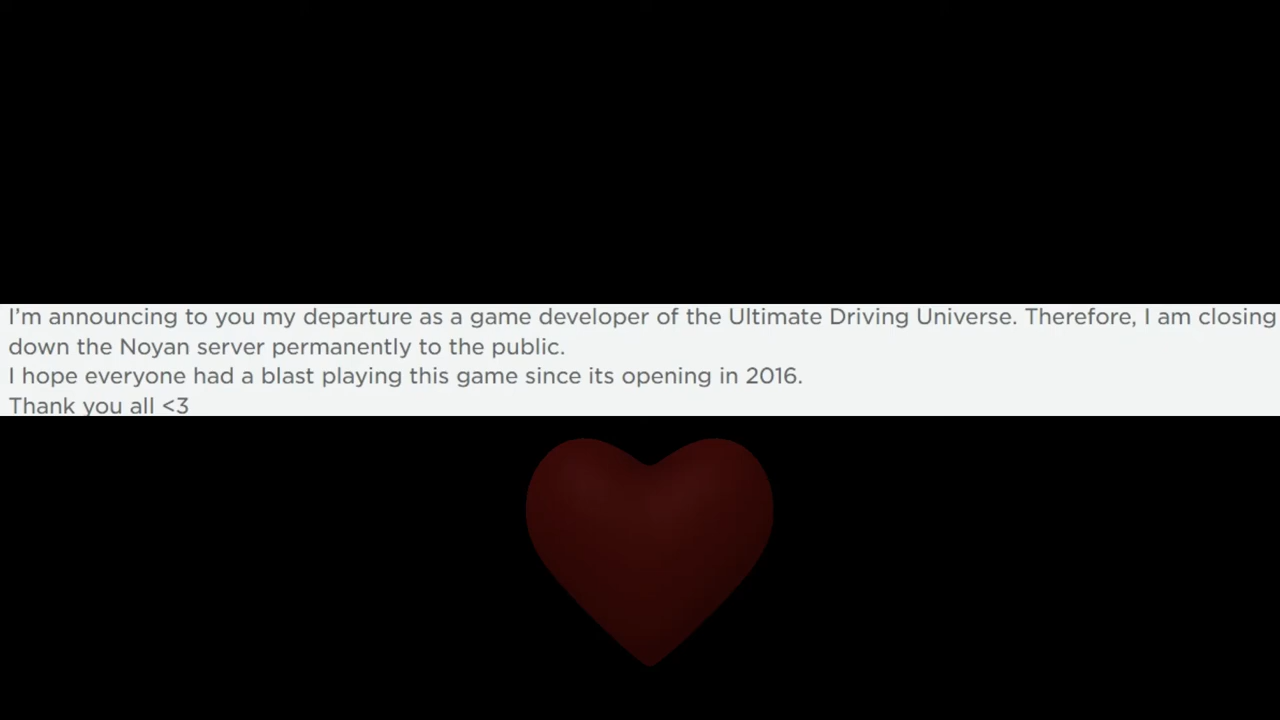 I’m announcing to you my departure as a game developer of the Ultimate Driving Universe. Therefore, I am closing
down the Noyan server permanently to the public.
I hope everyone had a blast playing this game since its opening in 2016.
Thank you all <3